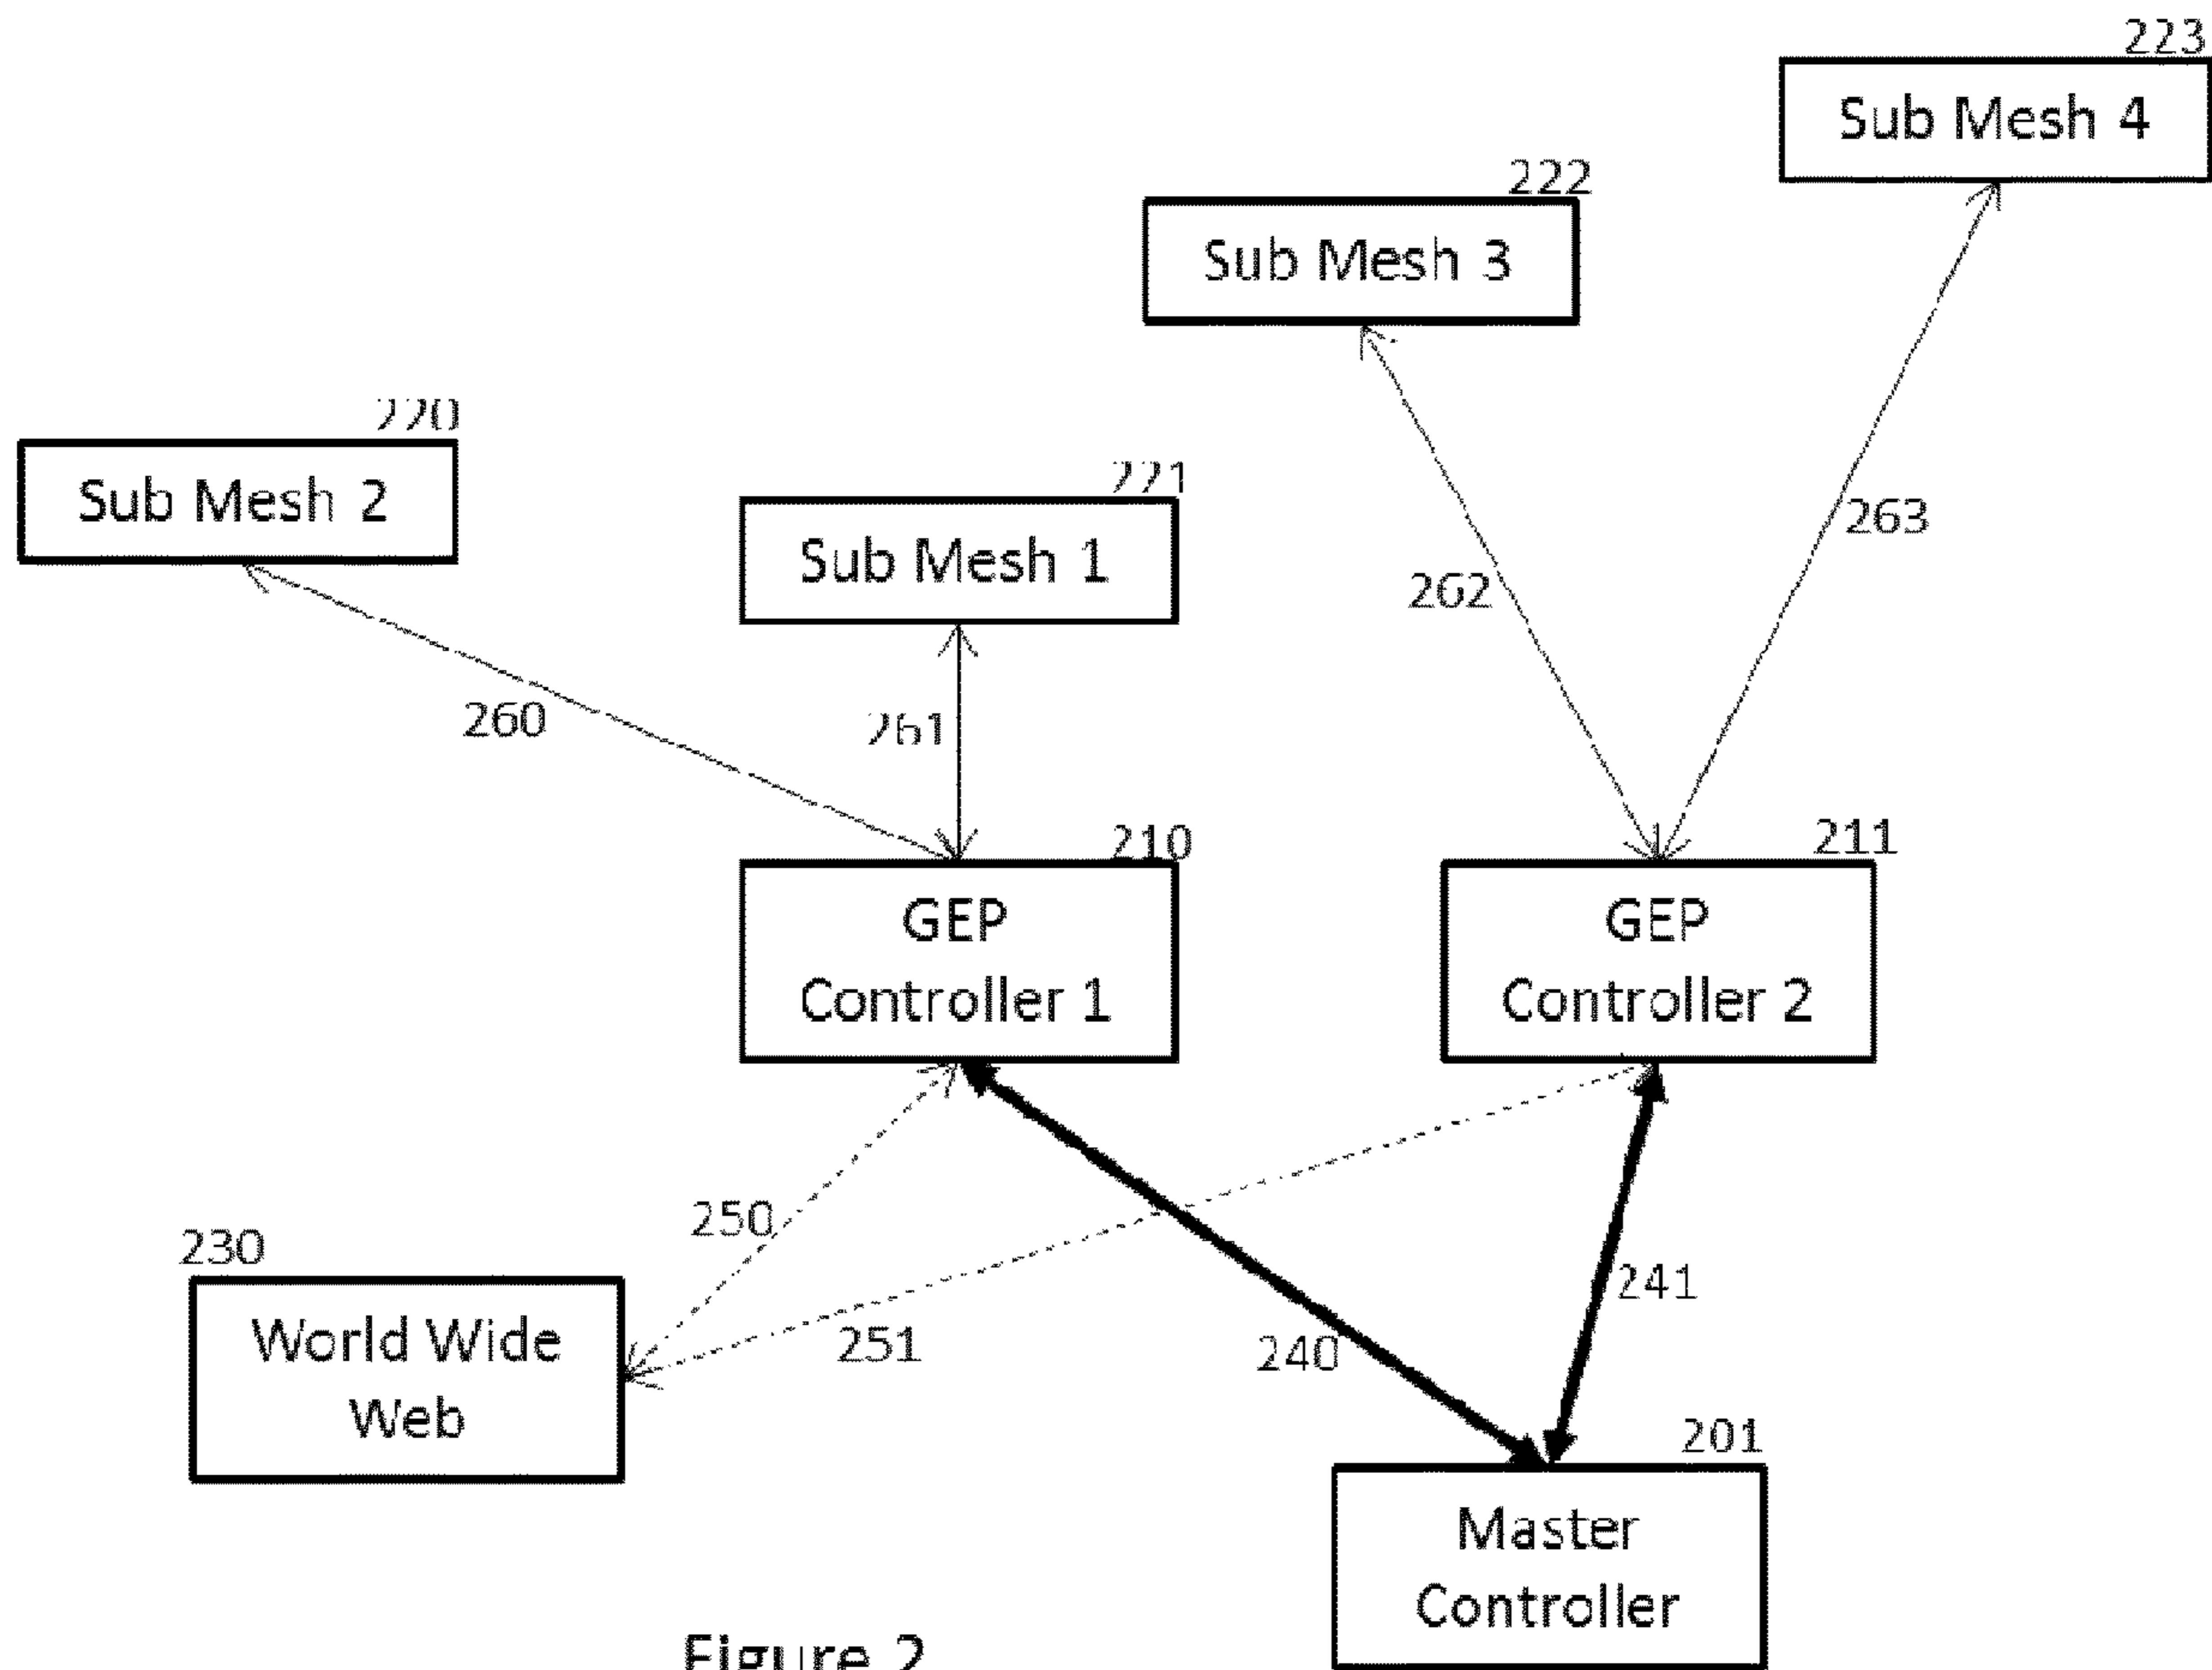 223
Sub Mesh 4
222
Sub Mesh 3
220
Sub Mesh 2
221
Sub Mesh 1
263
262
260
261
210
GEP
Controller 1
211
GEP
Controller 2
250
230
World Wide
Web
251
240
241
201
Master
Controller
Figure 2